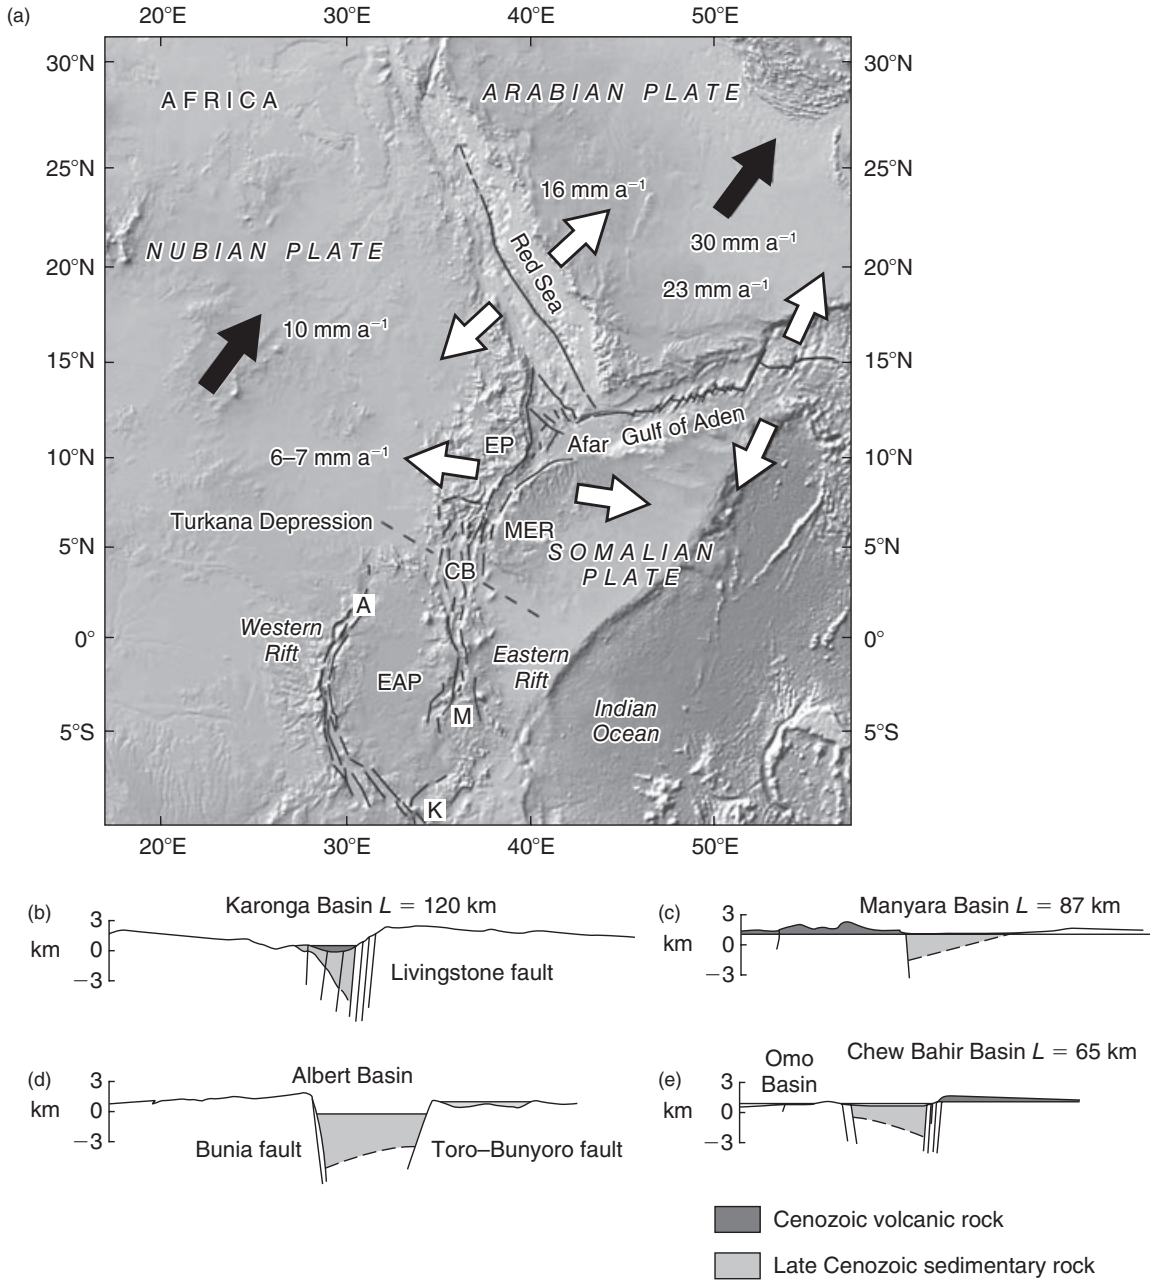 (a)
20°E 30°E 40°E 50°E
30°N 30°N
AFRICA ARABIAN PLATE
25°N 25°N
16 mm a⁻¹
30 mm a⁻¹
NUBIAN PLATE
Red Sea
20°N 20°N
23 mm a⁻¹
10 mm a⁻¹
15°N 15°N
Gulf of Aden
EP Afar
10°N 10°N
6–7 mm a⁻¹
Turkana Depression
MER
5°N 5°N
SOMALIAN
PLATE
CB
A
Western
Rift
0° 0°
Eastern
Rift
EAP
M
Indian
Ocean
5°S 5°S
K
20°E 30°E 40°E 50°E
(b)
Karonga Basin L = 120 km
3
km 0
−3
Livingstone fault
(c)
Manyara Basin L = 87 km
3
km 0
−3
(d)
Albert Basin
3
km 0
−3
Bunia fault Toro–Bunyoro fault
(e)
Omo
Basin
Chew Bahir Basin L = 65 km
3
km 0
−3
Cenozoic volcanic rock
Late Cenozoic sedimentary rock